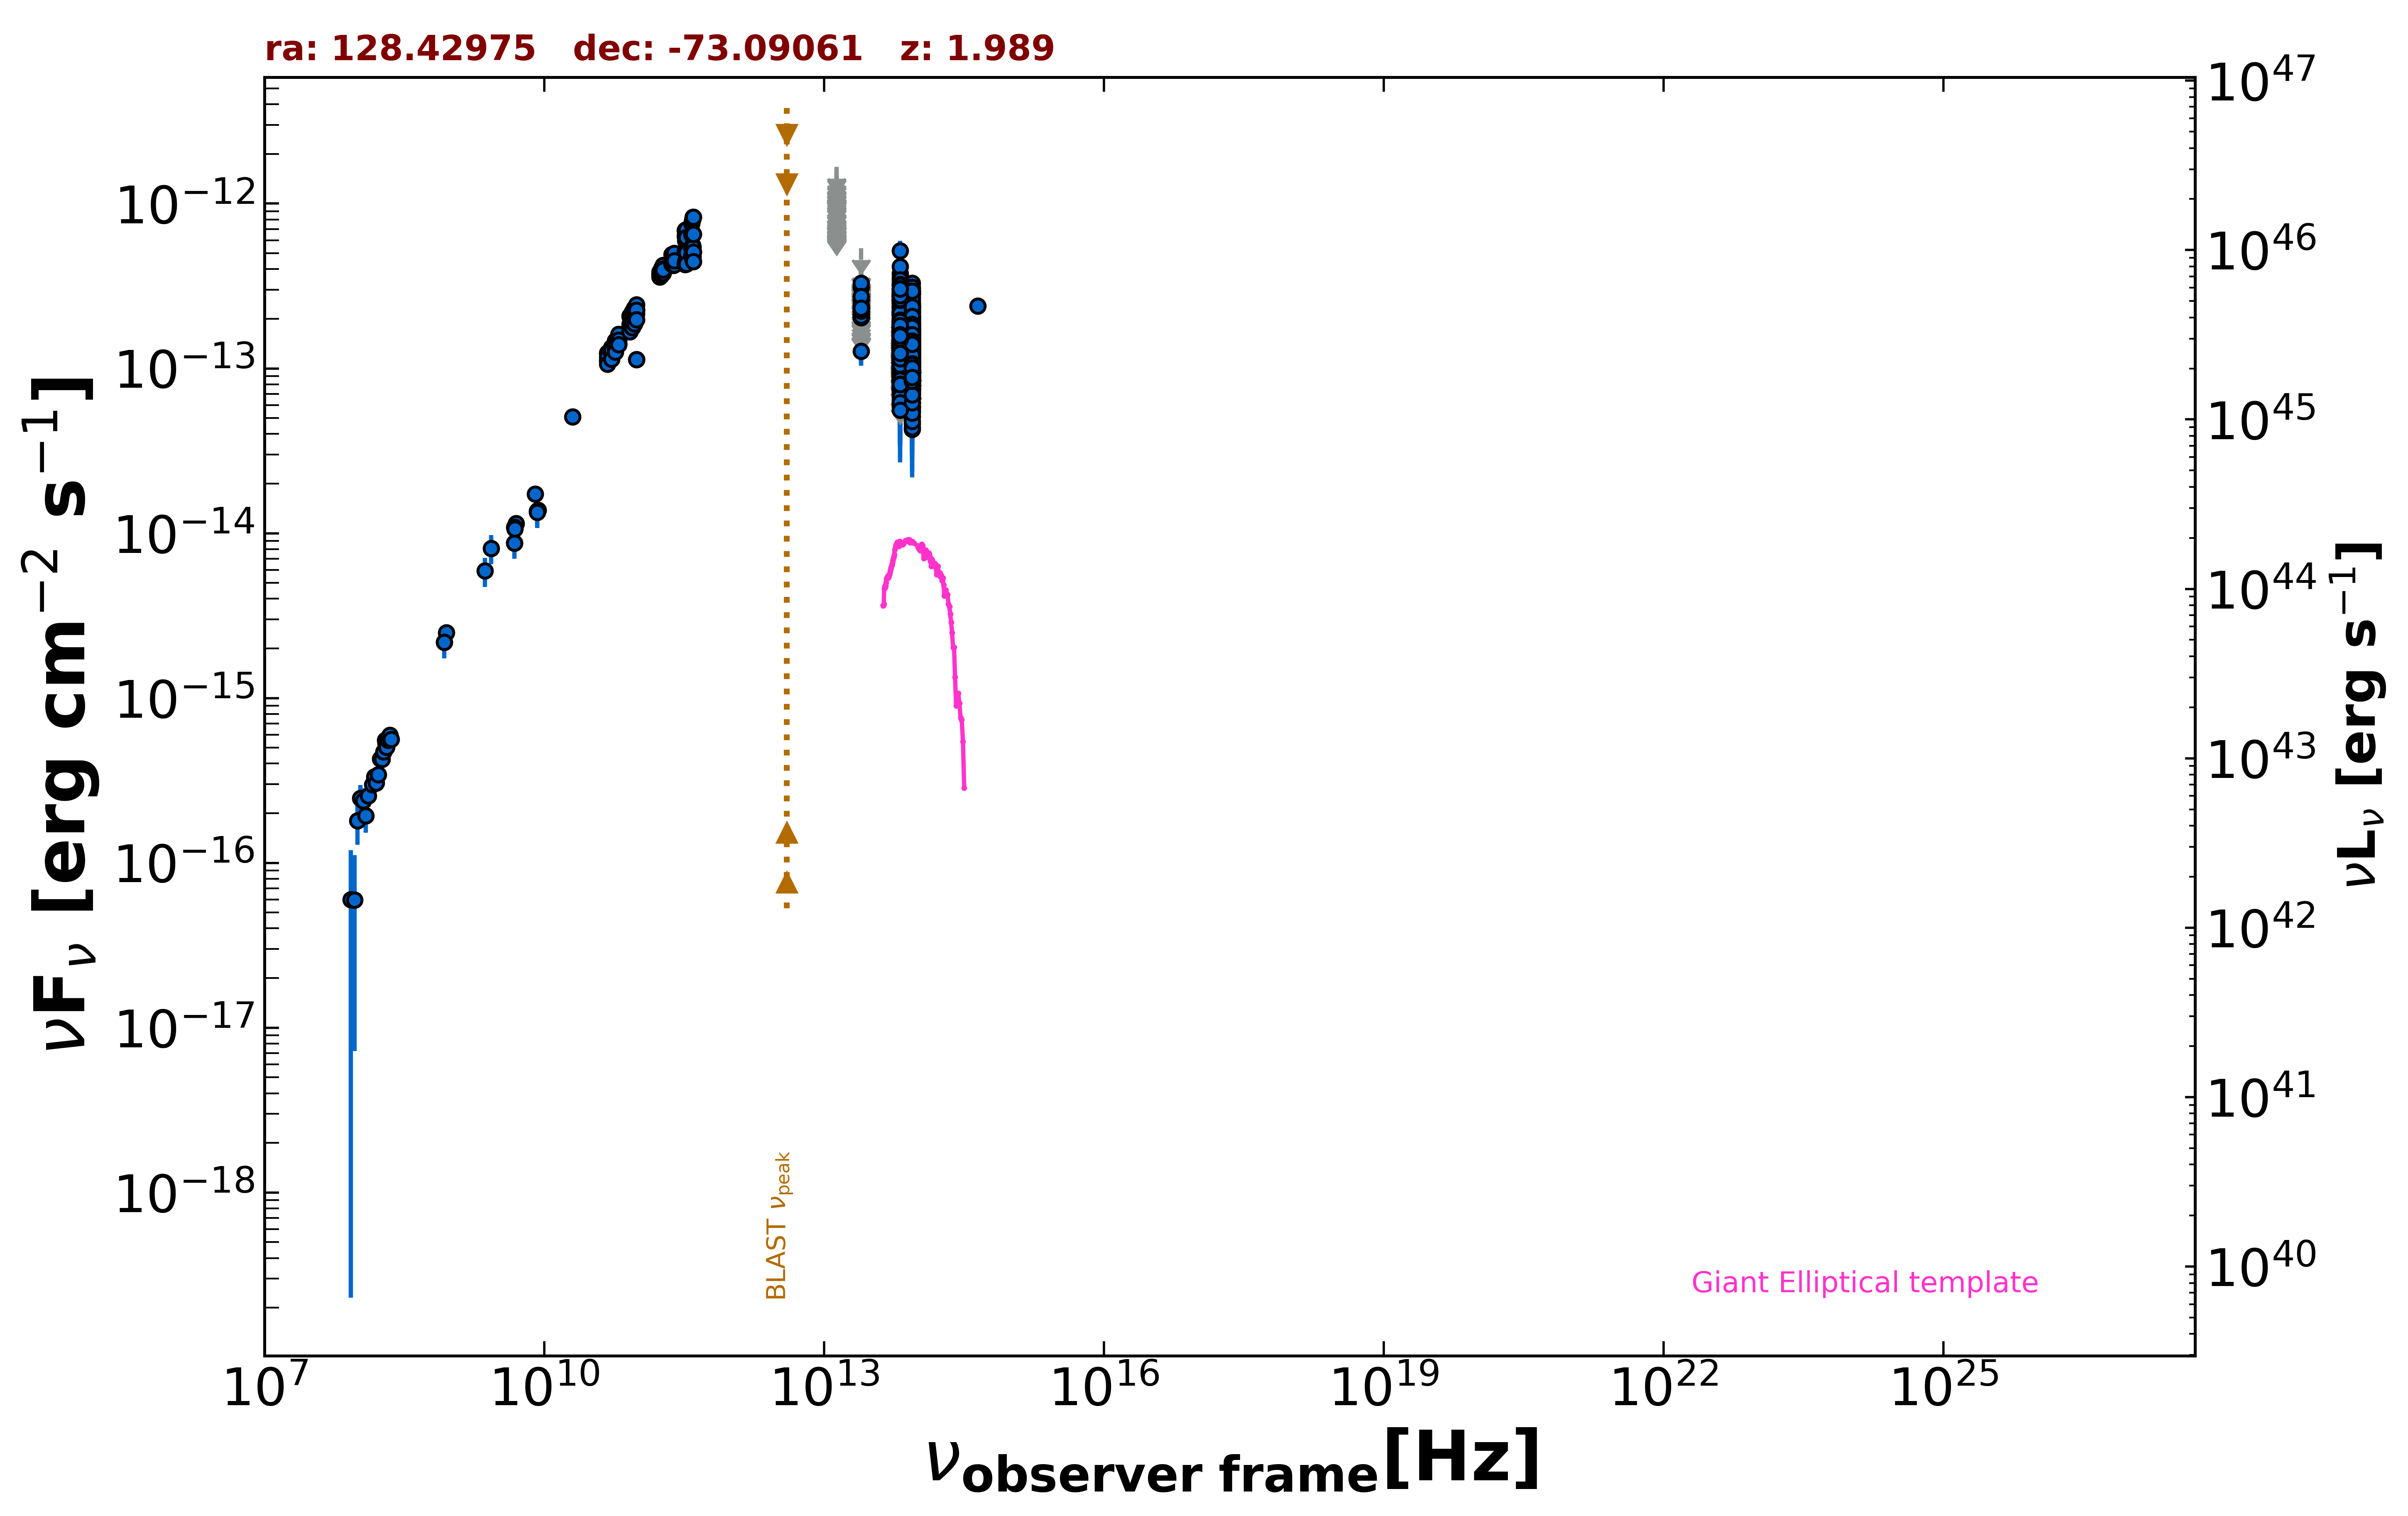 ra: 128.42975 dec: -73.09061 z: 1.989
νF_ν [erg cm^−2 s^−1]
10^−12
10^−13
10^−14
10^−15
10^−16
10^−17
10^−18
10^47
10^46
10^45
10^44
10^43
10^42
10^41
10^40
νL_ν [erg s^−1]
BLAST ν_peak
Giant Elliptical template
10^7 10^10 10^13 10^16 10^19 10^22 10^25
ν_observer frame [Hz]